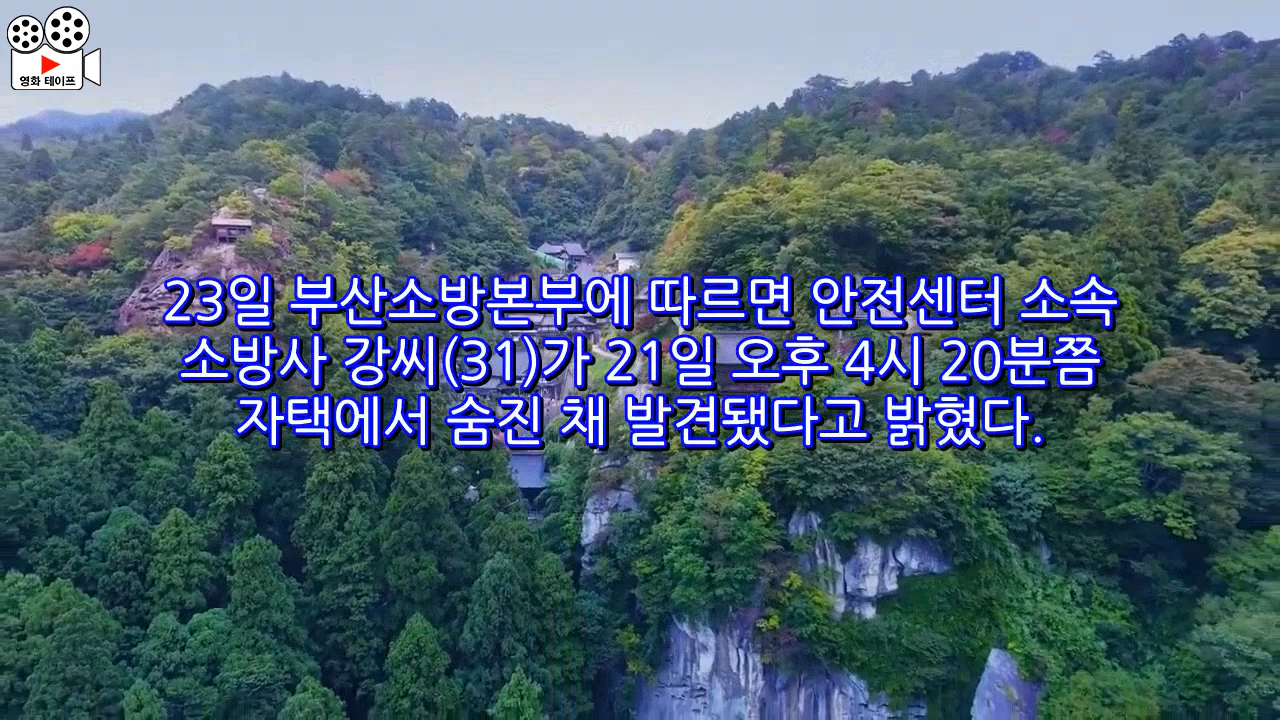 영화 테이프
23일 부산소방본부에 따르면 안전센터 소속
소방사 강씨(31)가 21일 오후 4시 20분쯤
자택에서 숨진 채 발견됐다고 밝혔다.